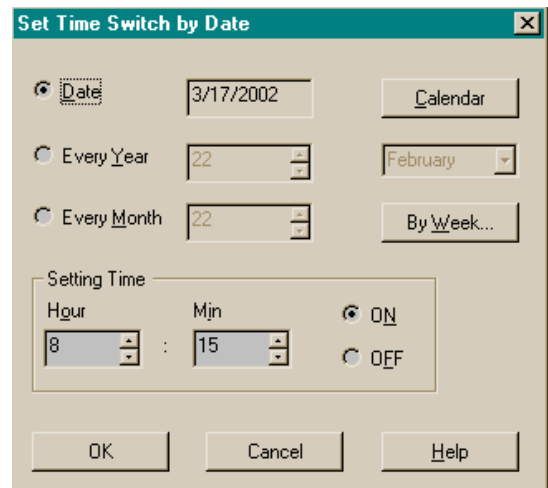 Set Time Switch by Date
Date 3/17/2002 Calendar
Every Year 22 February
Every Month 22 By Week...
Setting Time
Hour Min ON
8 : 15
OFF
OK Cancel Help